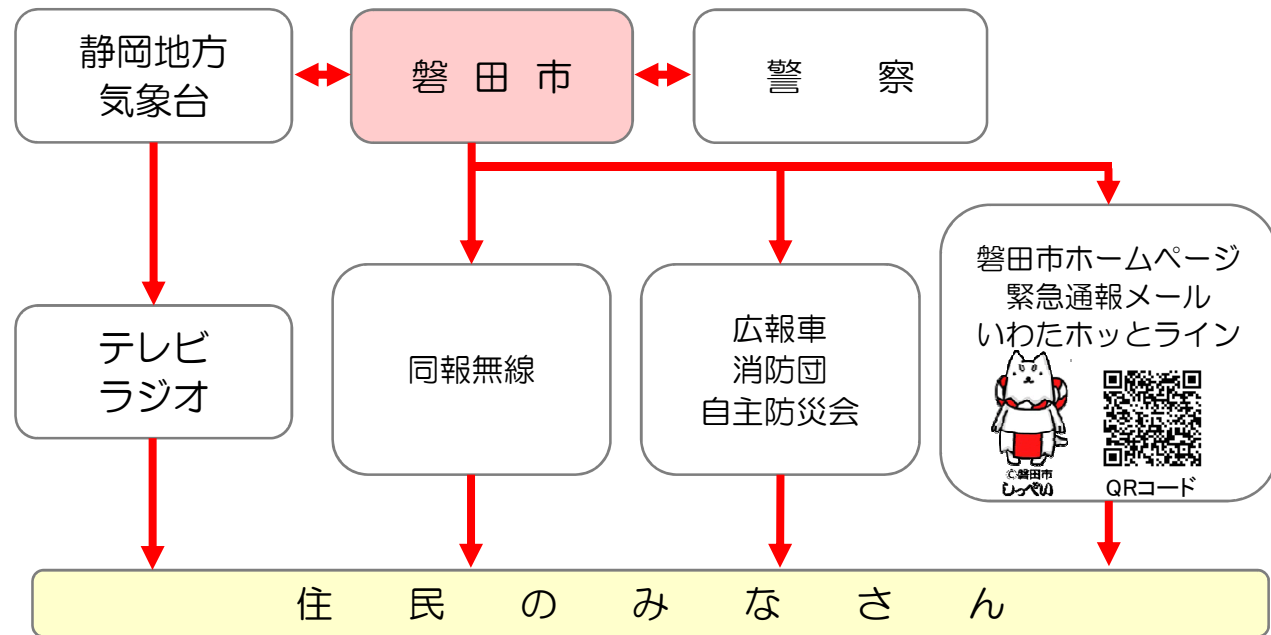 静岡地方
気象台
磐 田 市
警 察
テレビ
ラジオ
同報無線
広報車
消防団
自主防災会
磐田市ホームページ
緊急通報メール
いわたホッとライン
©磐田市
しっぺい
QRコード
住 民 の み な さ ん